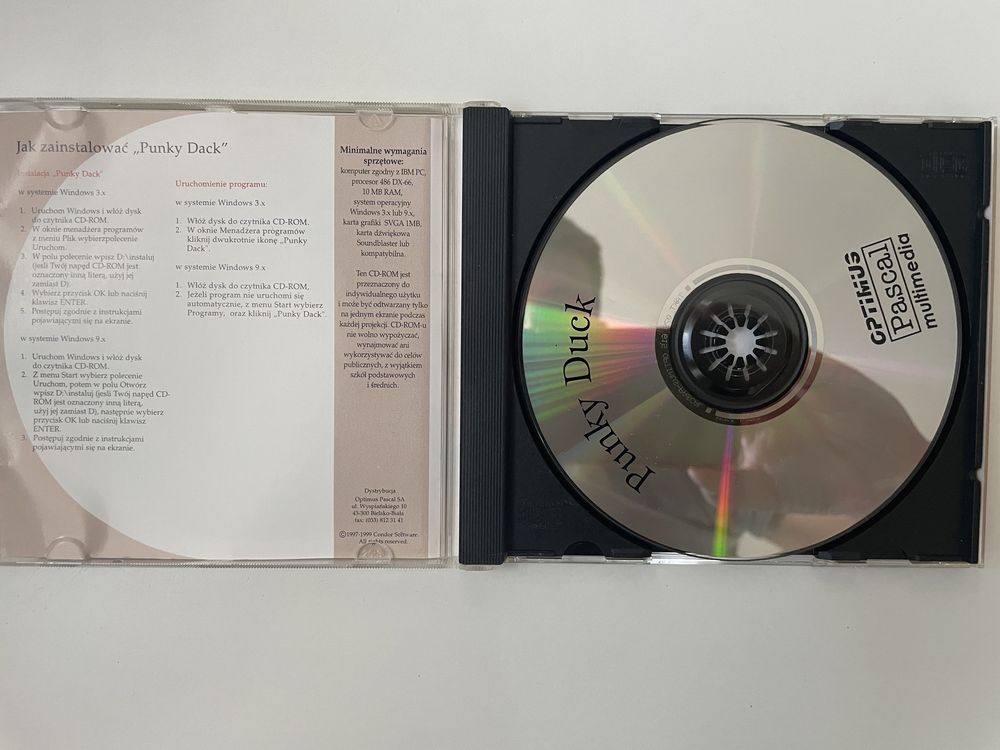 Jak zainstalować „Punky Dack”
Instalacja „Punky Dack”
w systemie Windows 3.x
1. Uruchom Windows i włóż dysk
do czytnika CD-ROM.
2. W oknie menadżera programów
z menu Plik wybierzpolecenie
Uruchom.
3. W polu polecenie wpisz D:\instaluj
(jesli Twój napęd CD-ROM jest
oznaczony inną literą, użyj jej
zamiast D).
4. Wybierz przycisk OK lub naciśnij
klawisz ENTER.
5. Postępuj zgodnie z instrukcjami
pojawiającymi się na ekranie.
w systemie Windows 9.x
1. Uruchom Windows i włóż dysk
do czytnika CD-ROM.
2. Z menu Start wybierz polecenie
Uruchom, potem w polu Otwórz
wpisz D:\instaluj (jesli Twój napęd CD-
ROM jest oznaczony inną literą,
użyj jej zamiast D), następnie wybierz
przycisk OK lub naciśnij klawisz
ENTER.
3. Postępuj zgodnie z instrukcjami
pojawiającymi się na ekranie.
Uruchomienie programu:
w systemie Windows 3.x
1. Włóż dysk do czytnika CD-ROM.
2. W oknie Menadżera programów
kliknij dwukrotnie ikonę „Punky
Dack”.
w systemie Windows 9.x
1. Włóż dysk do czytnika CD-ROM,
2. Jeżeli program nie uruchomi się
automatycznie, z menu Start wybierz
Programy, oraz kliknij „Punky Dack”.
Minimalne wymagania
sprzętowe:
komputer zgodny z IBM PC,
procesor 486 DX-66,
10 MB RAM,
system operacyjny
Windows 3.x lub 9.x,
karta grafiki SVGA 1MB,
karta dźwiękowa
Soundblaster lub
kompatybilna.
Ten CD-ROM jest
przeznaczony do
indywidualnego użytku
i może być odtwarzany tylko
na jednym ekranie podczas
każdej projekcji. CD-ROM-u
nie wolno wypożyczać,
wynajmować ani
wykorzystywać do celów
publicznych, z wyjątkiem
szkół podstawowych
i średnich.
Dystrybucja
Optimus Pascal SA
ul. Wyspiańskiego 10
43-300 Bielsko-Biała
fax: (033) 812 31 41
©1997-1999 Condor Software.
All rights reserved.
Punky Duck
OPTIMUS
Pascal
multimedia